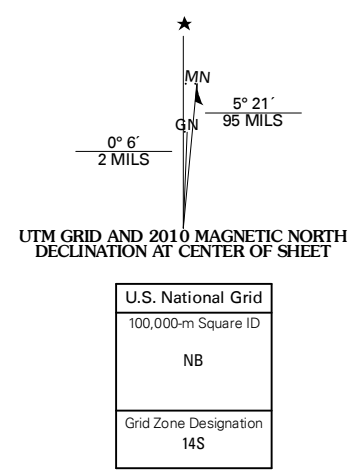 MN
GN
5° 21´
95 MILS
0° 6´
2 MILS
UTM GRID AND 2010 MAGNETIC NORTH
DECLINATION AT CENTER OF SHEET
U.S. National Grid
100,000-m Square ID
NB
Grid Zone Designation
14S